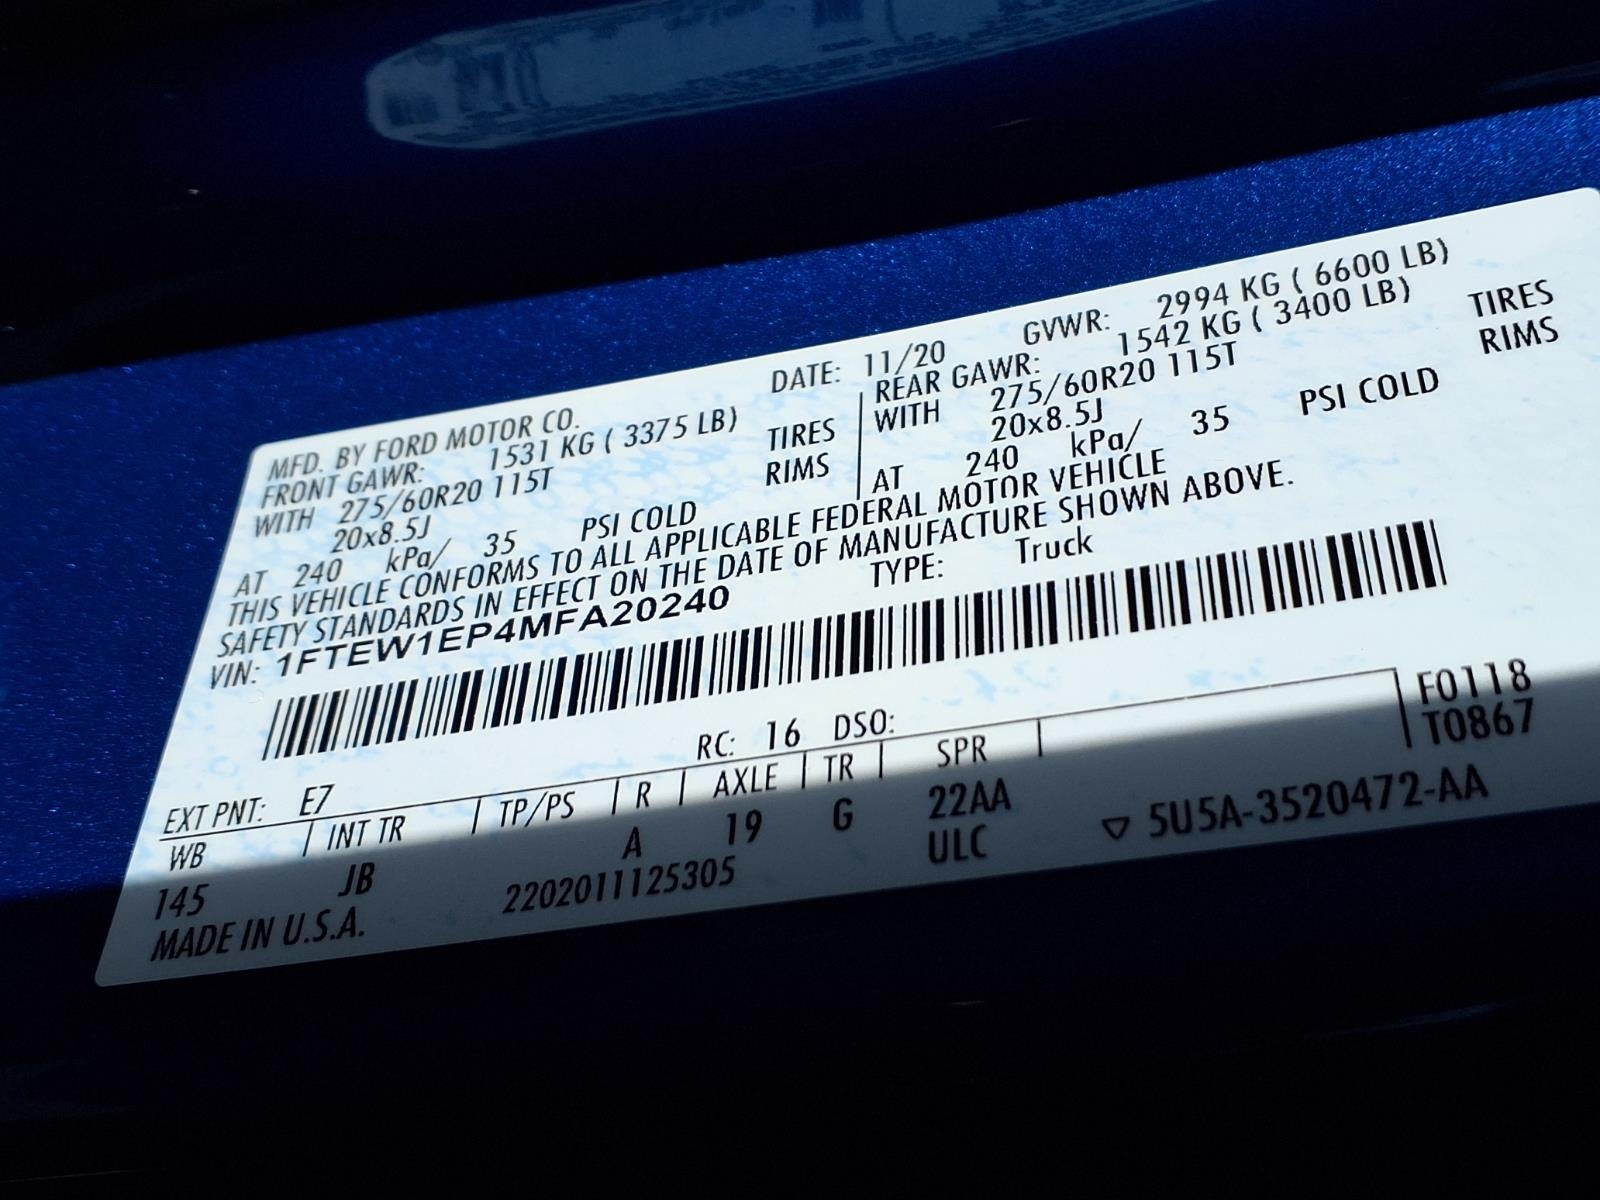 MFD. BY FORD MOTOR CO. DATE: 11/20 GVWR: 2994 KG ( 6600 LB)
FRONT GAWR: 1531 KG ( 3375 LB) REAR GAWR: 1542 KG ( 3400 LB)
WITH 275/60R20 115T TIRES WITH 275/60R20 115T TIRES
20x8.5J RIMS 20x8.5J RIMS
AT 240 kPa/ 35 PSI COLD AT 240 kPa/ 35 PSI COLD
THIS VEHICLE CONFORMS TO ALL APPLICABLE FEDERAL MOTOR VEHICLE
SAFETY STANDARDS IN EFFECT ON THE DATE OF MANUFACTURE SHOWN ABOVE.
VIN: 1FTEW1EP4MFA20240 TYPE: Truck
F0118
T0867
EXT PNT: E7 RC: 16 DSO:
WB INT TR TP/PS R AXLE TR SPR
145 JB A 19 G 22AA
ULC
MADE IN U.S.A. 2202011125305 5U5A-3520472-AA